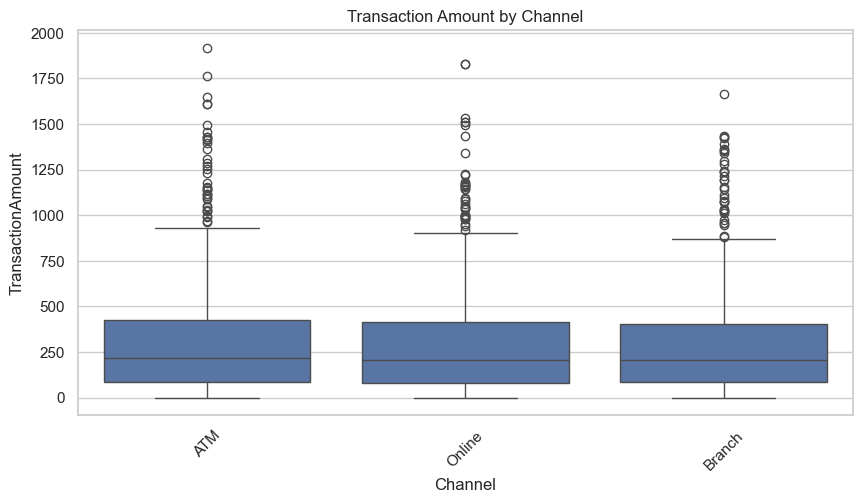 Transaction Amount by Channel
TransactionAmount
2000
1750
1500
1250
1000
750
500
250
0
ATM
Online
Branch
Channel